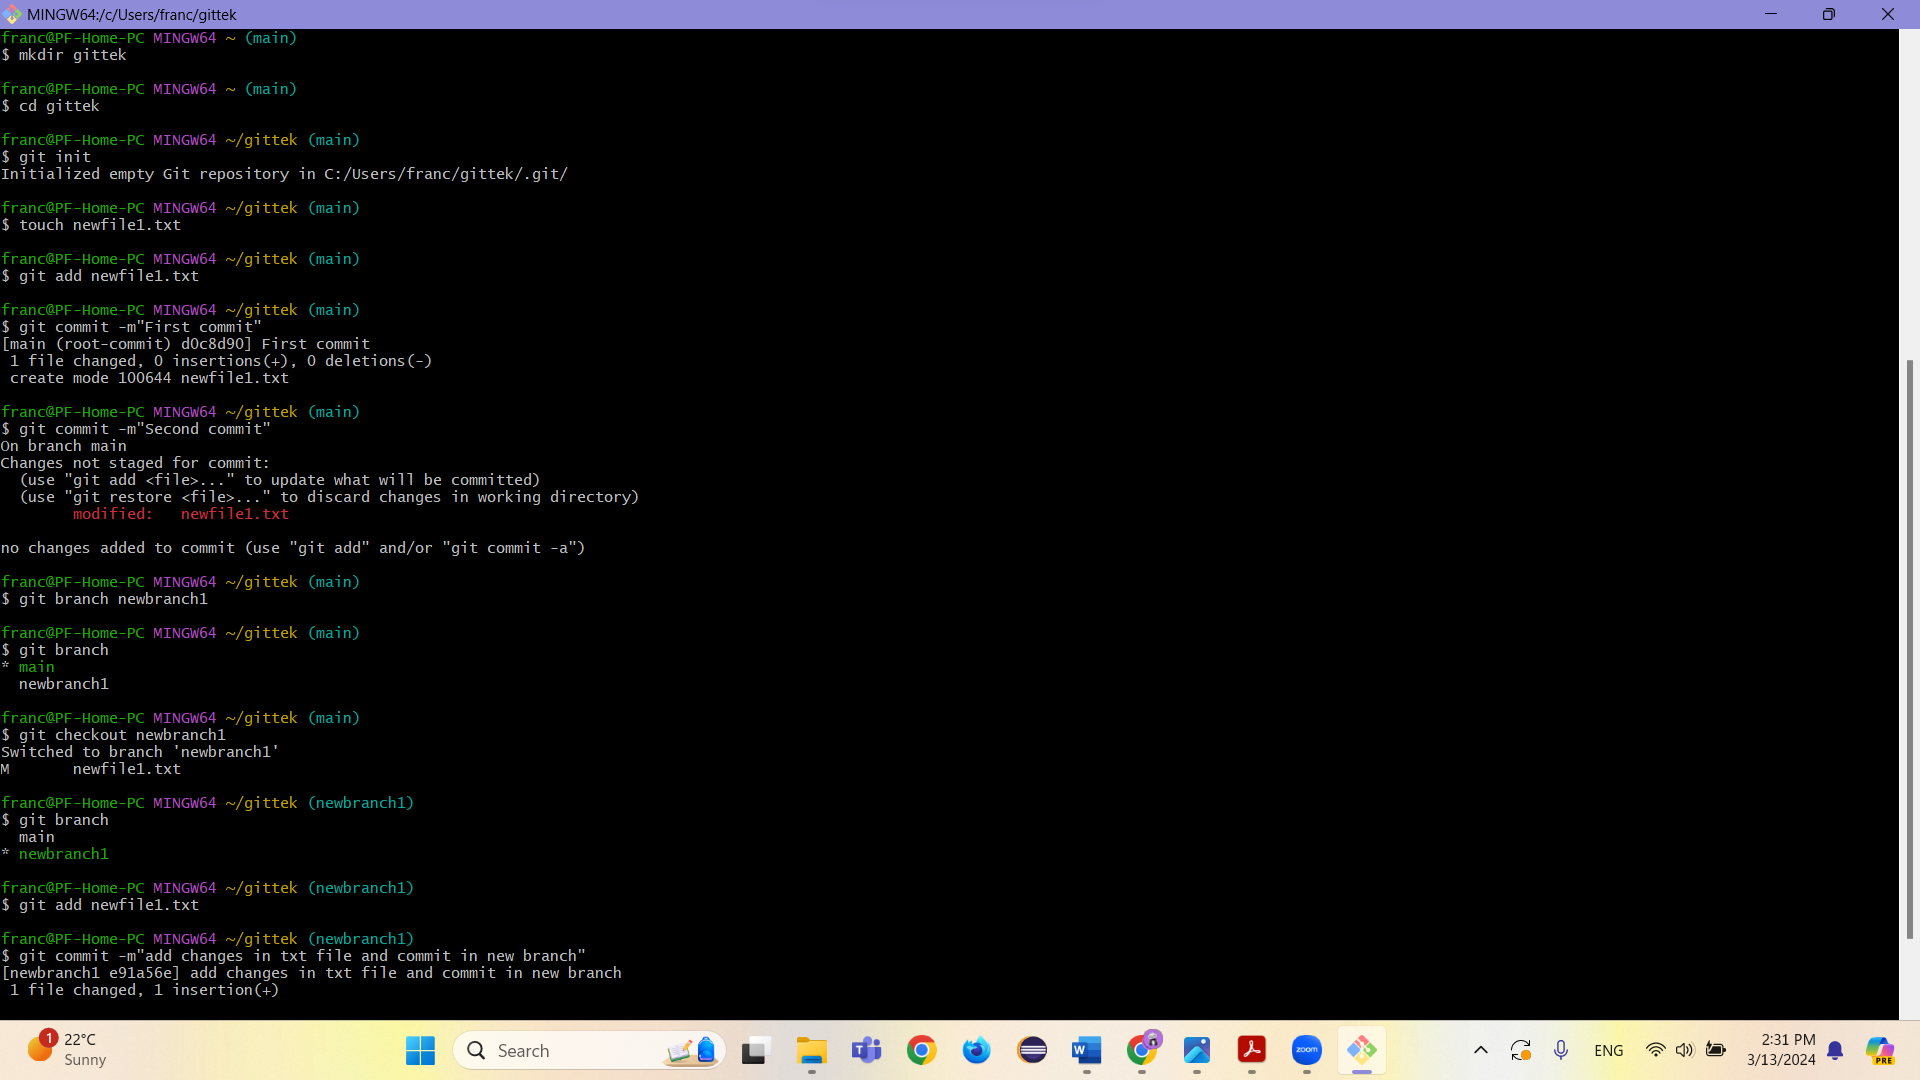 MINGW64:/c/Users/franc/gittek
franc@PF-Home-PC MINGW64 ~ (main)
$ mkdir gittek
franc@PF-Home-PC MINGW64 ~ (main)
$ cd gittek
franc@PF-Home-PC MINGW64 ~/gittek (main)
$ git init
Initialized empty Git repository in C:/Users/franc/gittek/.git/
franc@PF-Home-PC MINGW64 ~/gittek (main)
$ touch newfile1.txt
franc@PF-Home-PC MINGW64 ~/gittek (main)
$ git add newfile1.txt
franc@PF-Home-PC MINGW64 ~/gittek (main)
$ git commit -m"First commit"
[main (root-commit) d0c8d90] First commit
 1 file changed, 0 insertions(+), 0 deletions(-)
 create mode 100644 newfile1.txt
franc@PF-Home-PC MINGW64 ~/gittek (main)
$ git commit -m"Second commit"
On branch main
Changes not staged for commit:
  (use "git add <file>..." to update what will be committed)
  (use "git restore <file>..." to discard changes in working directory)
        modified:   newfile1.txt
no changes added to commit (use "git add" and/or "git commit -a")
franc@PF-Home-PC MINGW64 ~/gittek (main)
$ git branch newbranch1
franc@PF-Home-PC MINGW64 ~/gittek (main)
$ git branch
* main
  newbranch1
franc@PF-Home-PC MINGW64 ~/gittek (main)
$ git checkout newbranch1
Switched to branch 'newbranch1'
M       newfile1.txt
franc@PF-Home-PC MINGW64 ~/gittek (newbranch1)
$ git branch
  main
* newbranch1
franc@PF-Home-PC MINGW64 ~/gittek (newbranch1)
$ git add newfile1.txt
franc@PF-Home-PC MINGW64 ~/gittek (newbranch1)
$ git commit -m"add changes in txt file and commit in new branch"
[newbranch1 e91a56e] add changes in txt file and commit in new branch
 1 file changed, 1 insertion(+)
1
22°C
Sunny
Search
T
W
zoom
ENG
2:31 PM
3/13/2024
PRE